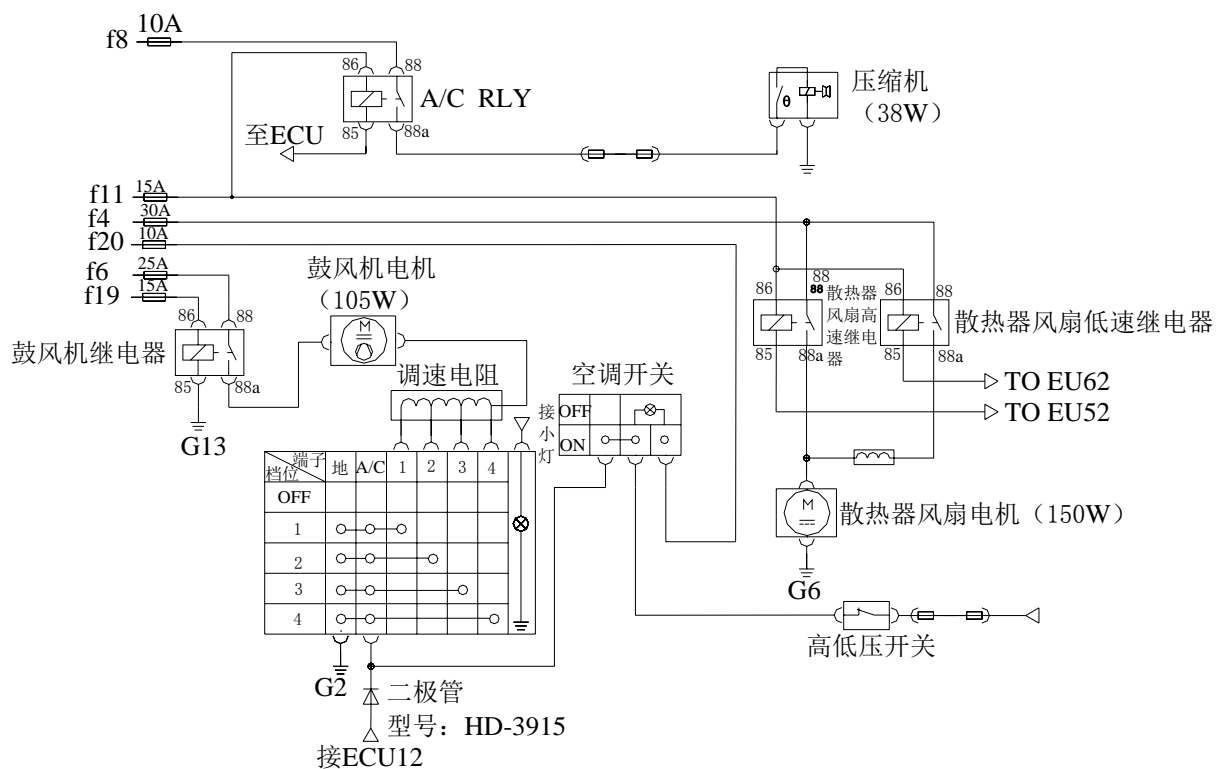 f8 10A
86 88
A/C RLY
85 88a
至ECU
压缩机
(38W)
θ
f11 15A
f4 30A
f20 10A
f6 25A
f19 15A
鼓风机电机
(105W)
M
86 88
鼓风机继电器
85 88a
G13
调速电阻
空调开关
接小灯
OFF
ON
88
86 88
散热器风扇高速继电器
85 88a
86 88
散热器风扇低速继电器
85 88a
TO EU62
TO EU52
端子
档位
地 A/C 1 2 3 4
OFF
1
2
3
4
M
散热器风扇电机(150W)
G6
高低压开关
G2
二极管
型号：HD-3915
接ECU12